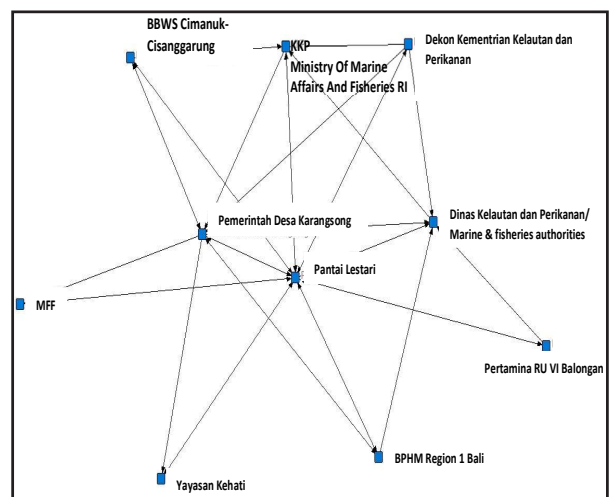 BBWS Cimanuk-
Cisanggarung
KKP
Ministry Of Marine
Affairs And Fisheries RI
Dekon Kementrian Kelautan dan
Perikanan
Pemerintah Desa Karangsong
Dinas Kelautan dan Perikanan/
Marine & fisheries authorities
Pantai Lestari
MFF
Pertamina RU VI Balongan
BPHM Region 1 Bali
Yayasan Kehati